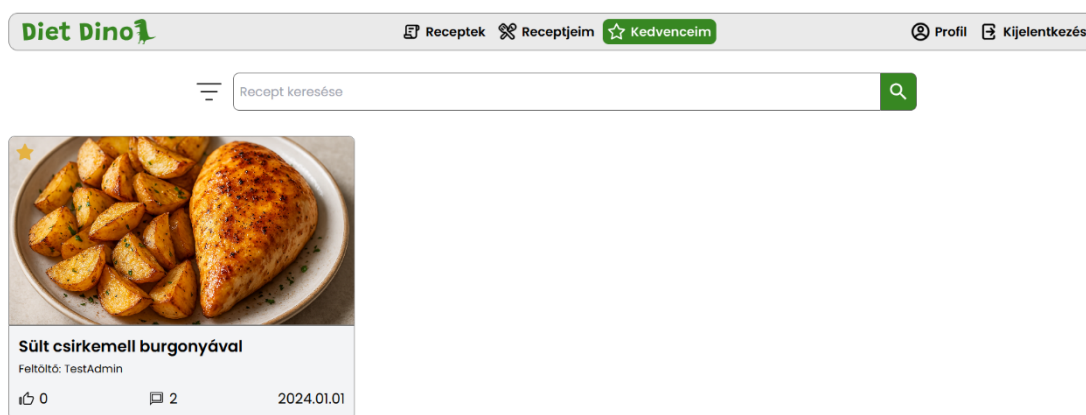 Diet Dino Receptek Receptjeim Kedvenceim Profil Kijelentkezés
Recept keresése
Sült csirkemell burgonyával
Feltöltő: TestAdmin
0 2 2024.01.01